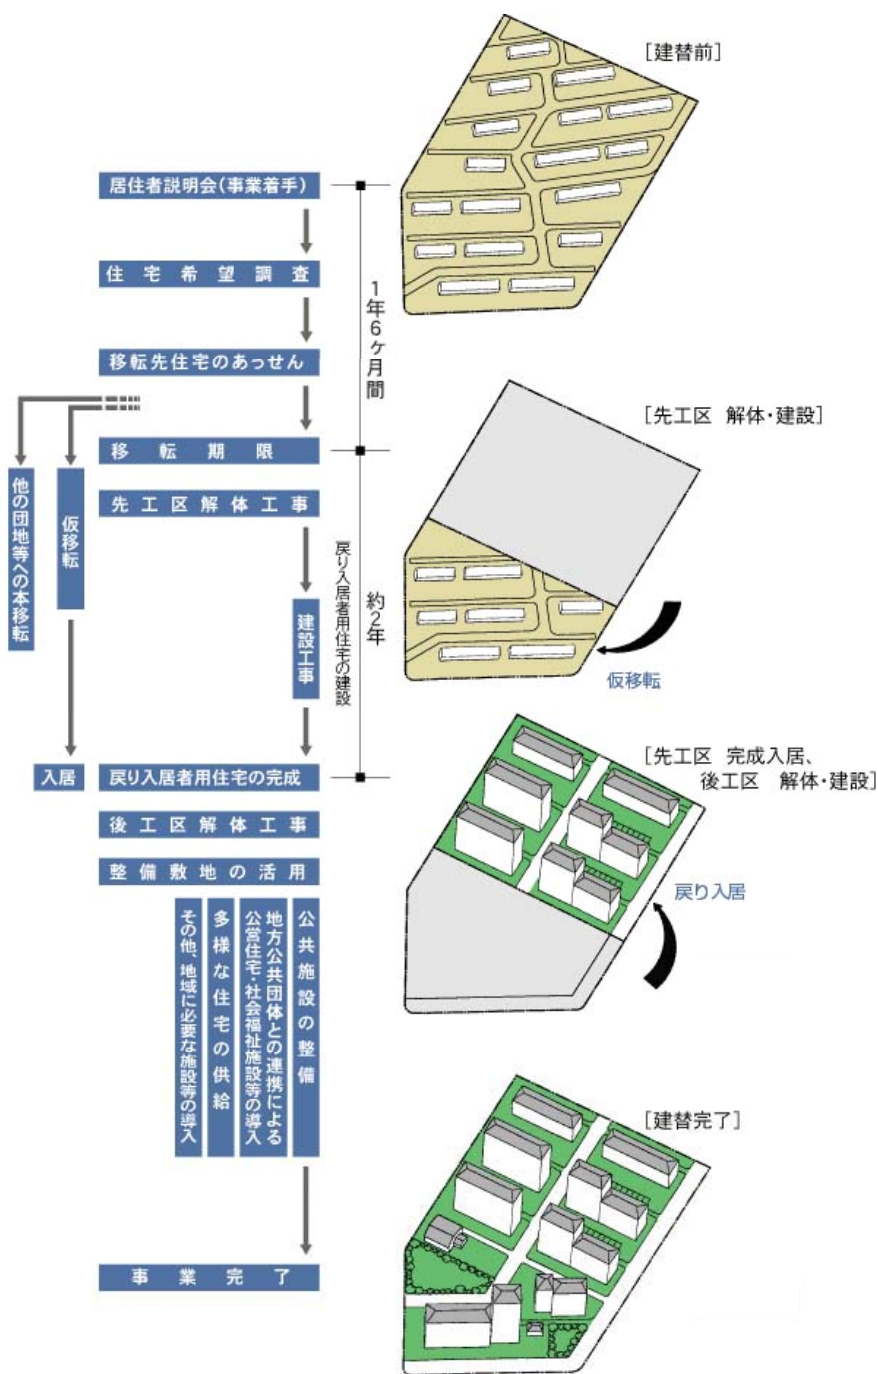 [建替前]
居住者説明会(事業着手)
住宅希望調査
1年6ヶ月間
移転先住宅のあっせん
[先工区 解体・建設]
移転期限
他の団地等への本移転
仮移転
先工区解体工事
戻り入居者用住宅の建設
約2年
建設工事
仮移転
[先工区 完成入居、
後工区 解体・建設]
入居
戻り入居者用住宅の完成
後工区解体工事
整備敷地の活用
戻り入居
公共施設の整備
地方公共団体との連携による
公営住宅・社会福祉施設等の導入
多様な住宅の供給
その他、地域に必要な施設等の導入
[建替完了]
事業完了